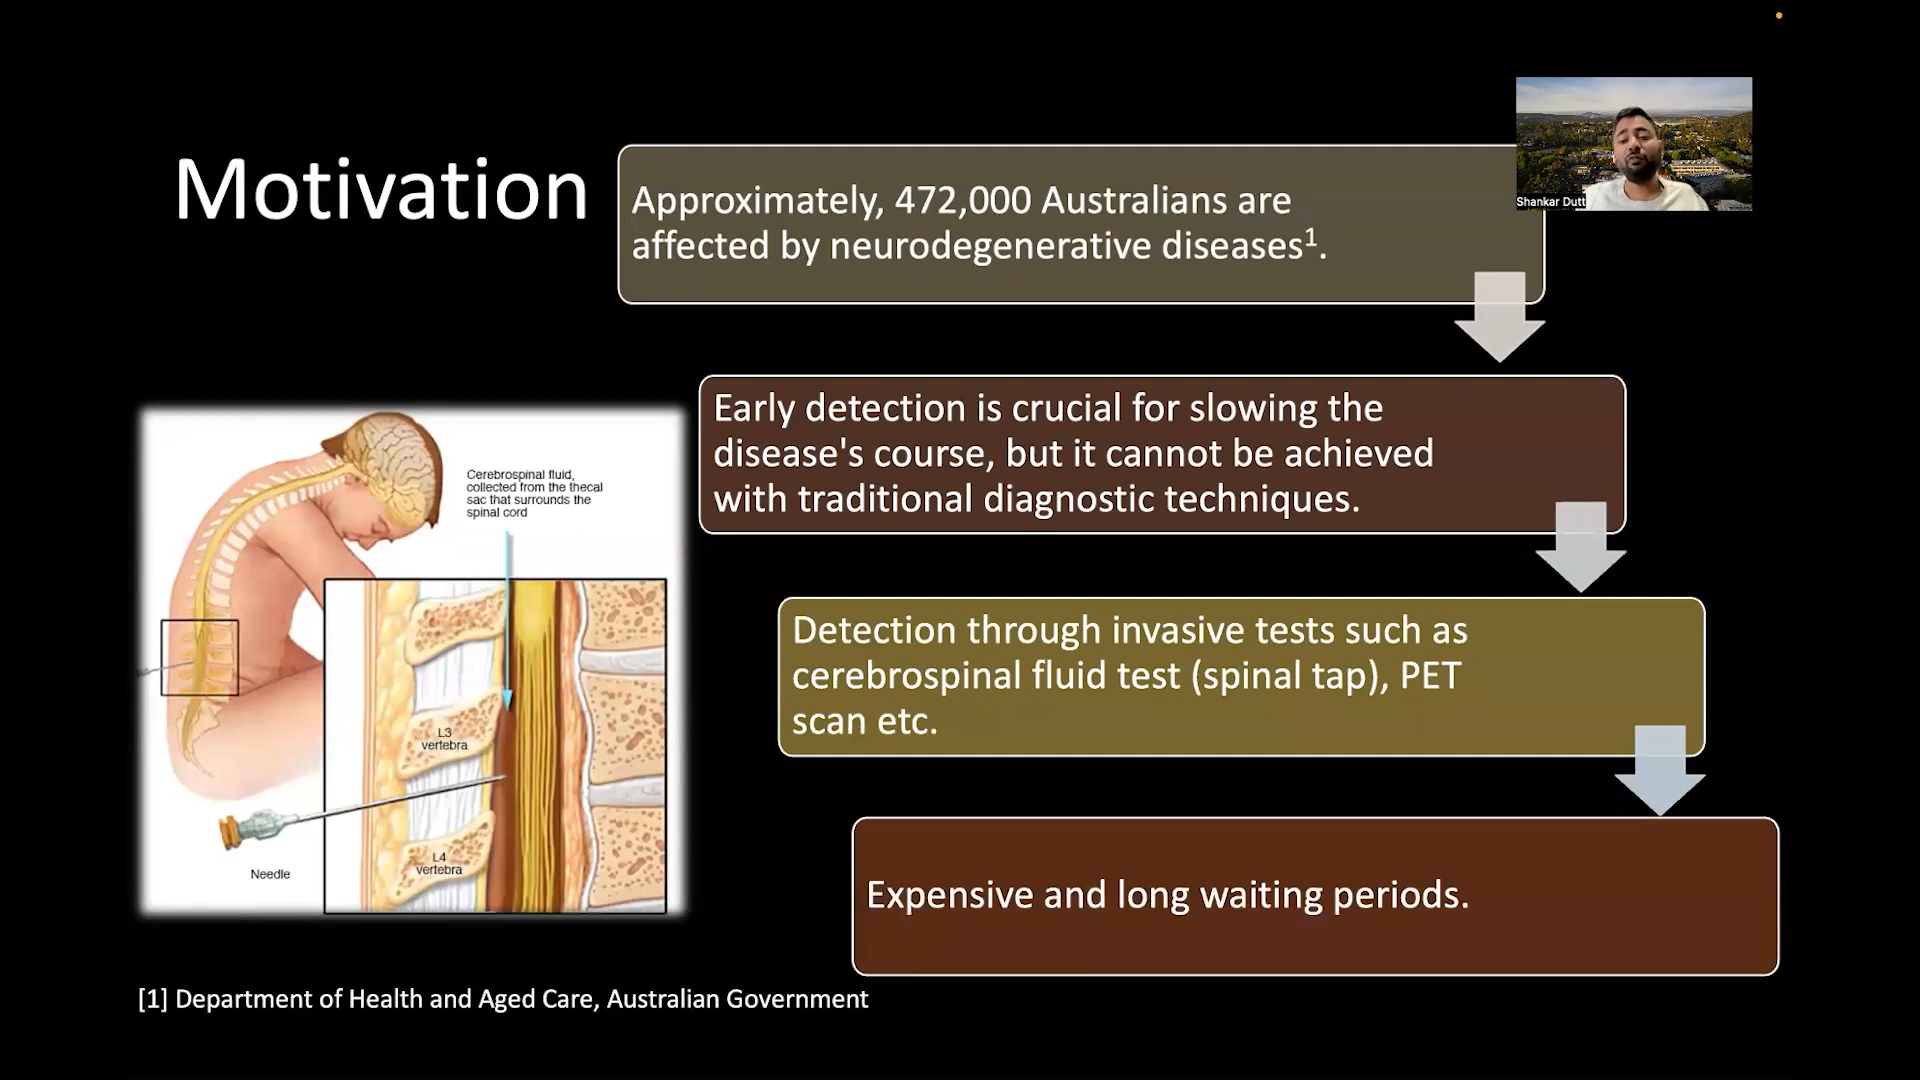 Motivation
Approximately, 472,000 Australians are
affected by neurodegenerative diseases¹.
Shankar Dutt
Early detection is crucial for slowing the
disease's course, but it cannot be achieved
with traditional diagnostic techniques.
Cerebrospinal fluid,
collected from the thecal
sac that surrounds the
spinal cord
Detection through invasive tests such as
cerebrospinal fluid test (spinal tap), PET
scan etc.
L3
vertebra
L4
vertebra
Needle
Expensive and long waiting periods.
[1] Department of Health and Aged Care, Australian Government